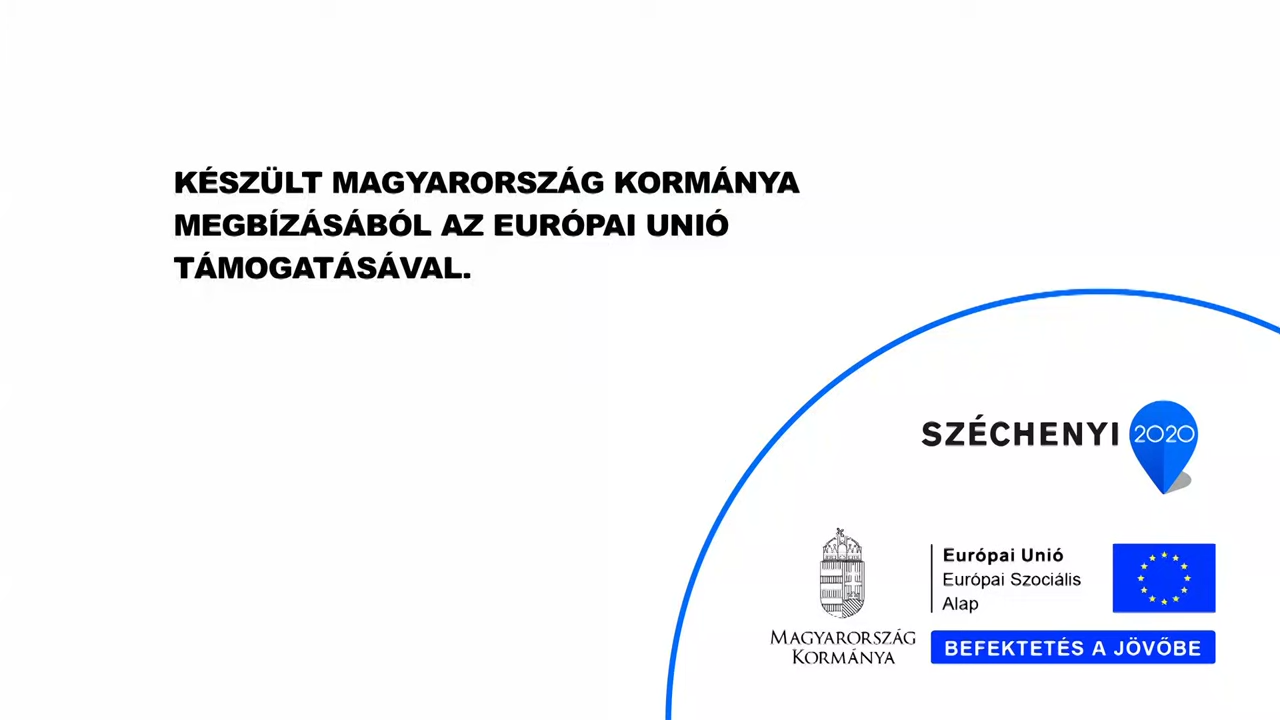 KÉSZÜLT MAGYARORSZÁG KORMÁNYA
MEGBÍZÁSÁBÓL AZ EURÓPAI UNIÓ
TÁMOGATÁSÁVAL.
SZÉCHENYI 2020
MAGYARORSZÁG
KORMÁNYA
Európai Unió
Európai Szociális
Alap
BEFEKTETÉS A JÖVŐBE